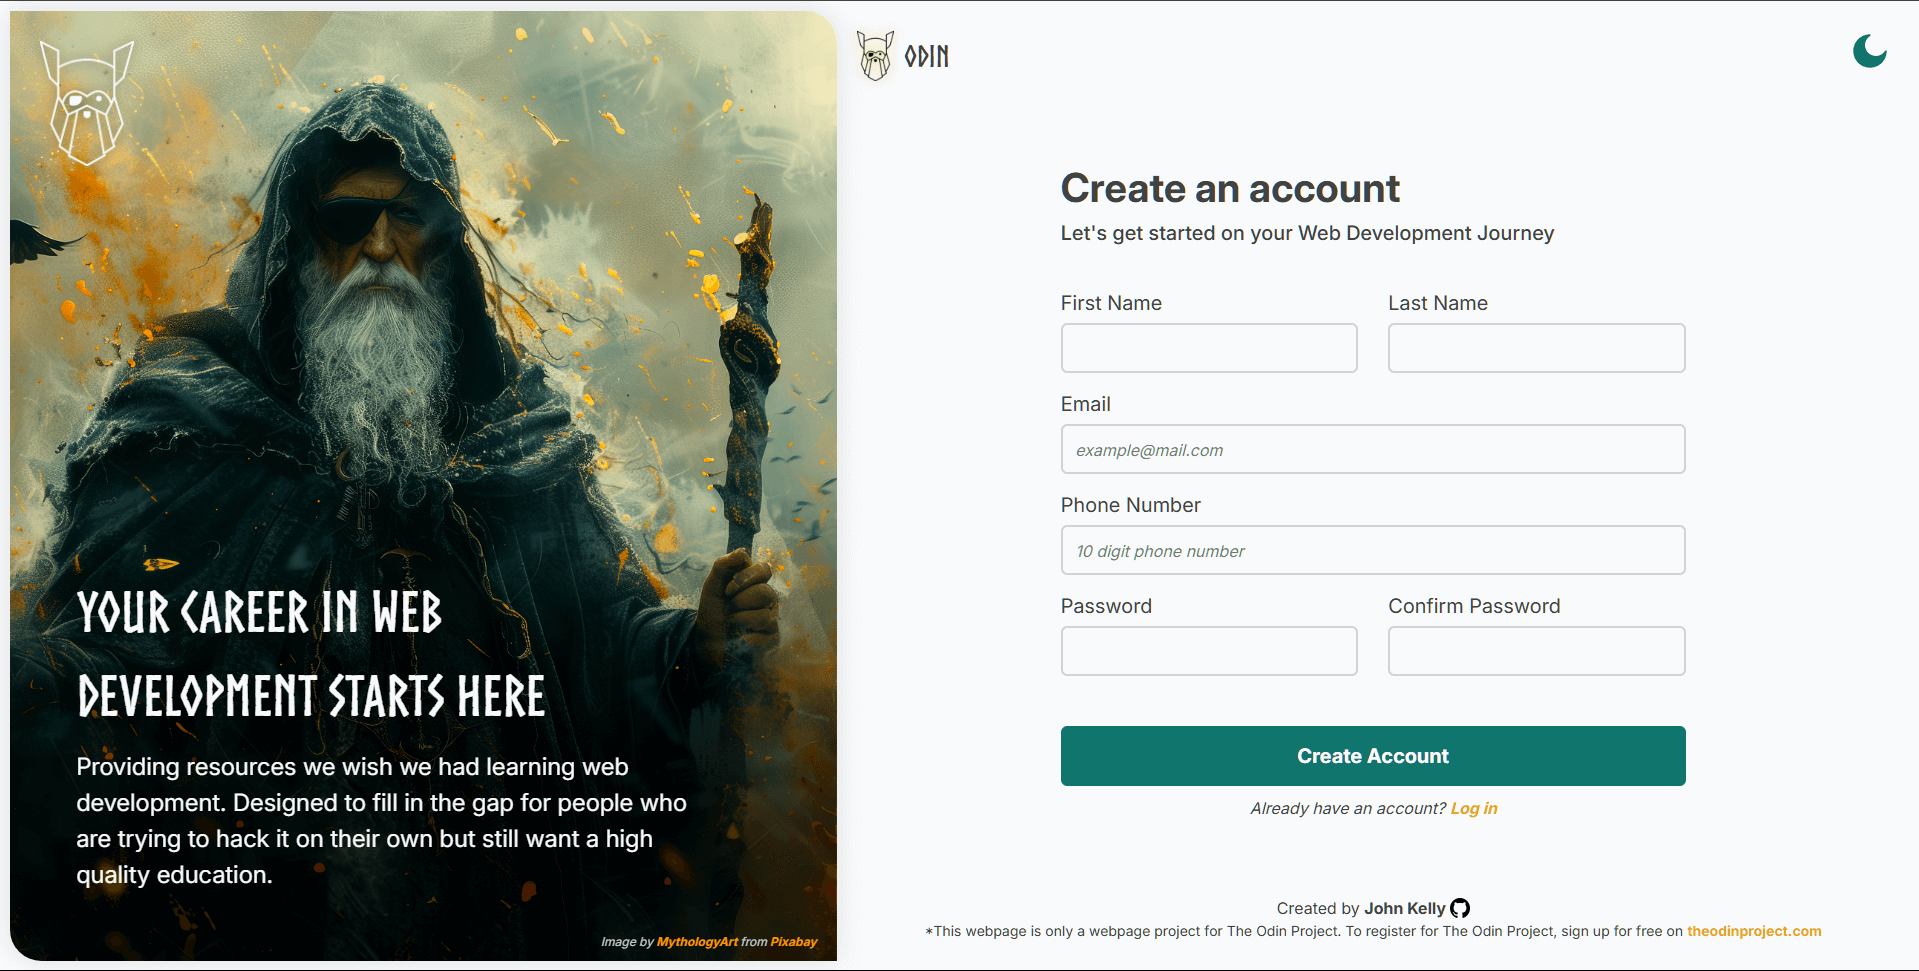 YOUR CAREER IN WEB
DEVELOPMENT STARTS HERE
Providing resources we wish we had learning web
development. Designed to fill in the gap for people who
are trying to hack it on their own but still want a high
quality education.
Image by MythologyArt from Pixabay
ODIN
Create an account
Let's get started on your Web Development Journey
First Name
Last Name
Email
example@mail.com
Phone Number
10 digit phone number
Password
Confirm Password
Create Account
Already have an account? Log in
Created by John Kelly
*This webpage is only a webpage project for The Odin Project. To register for The Odin Project, sign up for free on theodinproject.com